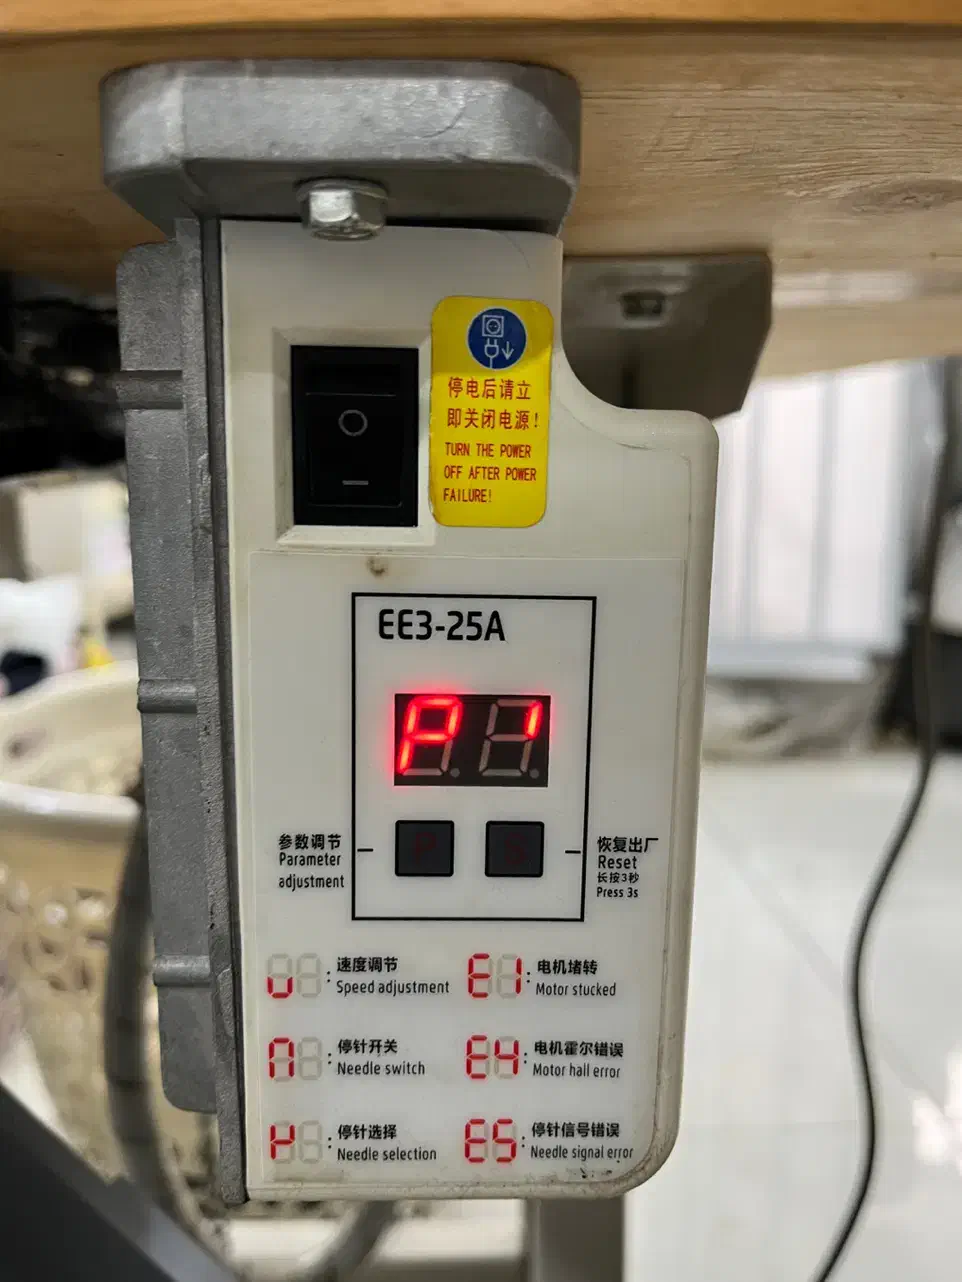 停电后请立
即关闭电源!
TURN THE POWER
OFF AFTER POWER
FAILURE!
EE3-25A
P1
P
S
参数调节
Parameter
adjustment
恢复出厂
Reset
长按3秒
Press 3s
速度调节
Speed adjustment
E1:
电机堵转
Motor stucked
停针开关
Needle switch
E4:
电机霍尔错误
Motor hall error
停针选择
Needle selection
E5:
停针信号错误
Needle signal error